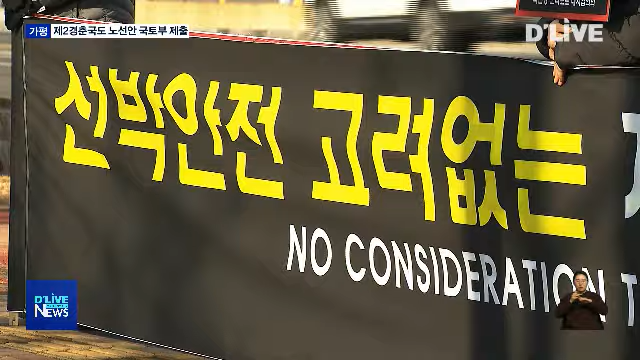 가평 제2경춘국도 노선안 국토부 제출
D'LIVE
선박안전 고려없는
NO CONSIDERATION T
D'LIVE
NEWS